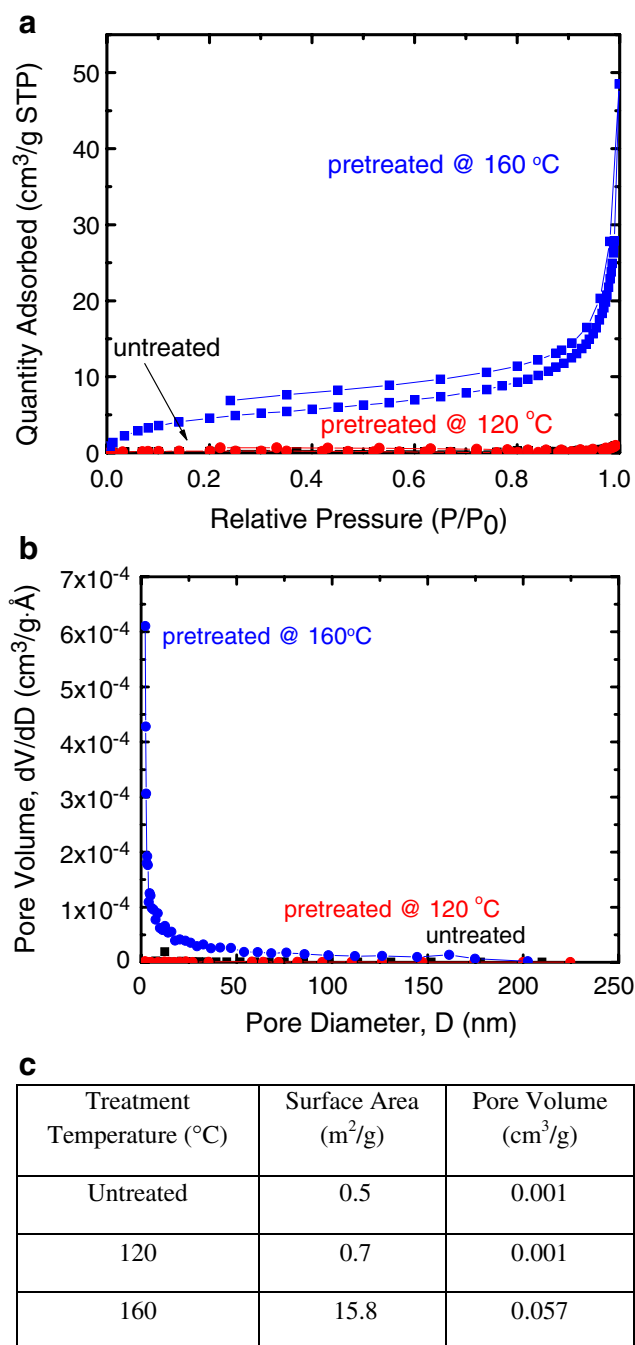 a
50
40
30
20
10
0
Quantity Adsorbed (cm³/g STP)
pretreated @ 160 °C
untreated
pretreated @ 120 °C
0.0 0.2 0.4 0.6 0.8 1.0
Relative Pressure (P/P₀)
b
7x10⁻⁴
6x10⁻⁴
5x10⁻⁴
4x10⁻⁴
3x10⁻⁴
2x10⁻⁴
1x10⁻⁴
0
Pore Volume, dV/dD (cm³/g·Å)
pretreated @ 160°C
pretreated @ 120 °C
untreated
0 50 100 150 200 250
Pore Diameter, D (nm)
c
Treatment Temperature (°C) Surface Area (m²/g) Pore Volume (cm³/g)
Untreated 0.5 0.001
120 0.7 0.001
160 15.8 0.057